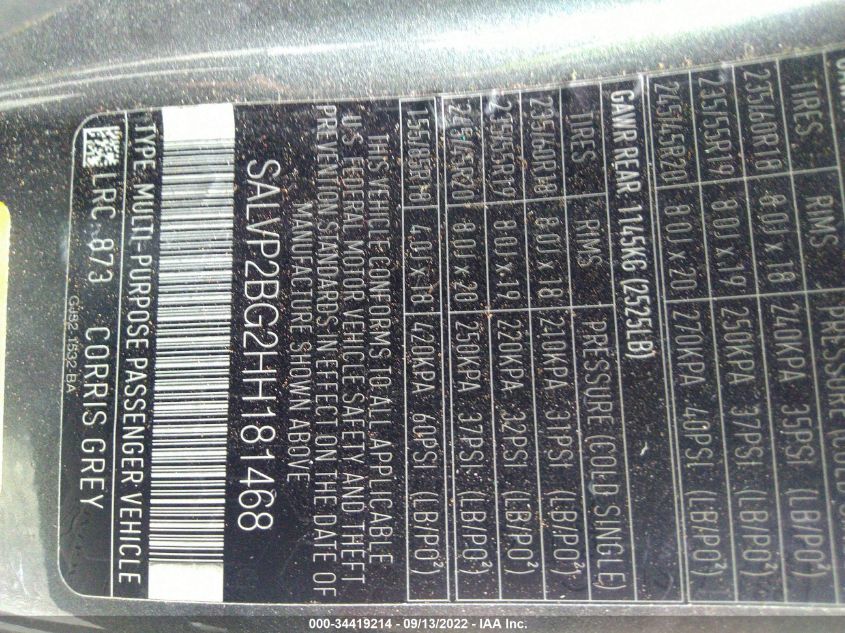 TIRES RIMS PRESSURE (COLD
235/60R18 8.0J x 18 240KPA 35PSI (LB/PO²)
235/55R19 8.0J x 19 250KPA 37PSI (LB/PO²)
245/45R20 8.0J x 20 270KPA 40PSI (LB/PO²)
GAWR REAR 1145KG (2525LB)
TIRES RIMS PRESSURE (COLD SINGLE)
235/60R18 8.0J x 18 210KPA 31PSI (LB/PO²)
235/55R19 8.0J x 19 220KPA 32PSI (LB/PO²)
245/45R20 8.0J x 20 250KPA 37PSI (LB/PO²)
155/85R18 4.0J x 18 420KPA 60PSI (LB/PO²)
THIS VEHICLE CONFORMS TO ALL APPLICABLE
U.S. FEDERAL MOTOR VEHICLE SAFETY AND THEFT
PREVENTION STANDARDS IN EFFECT ON THE DATE OF
MANUFACTURE SHOWN ABOVE
SALVP2BG2HH181468
TYPE MULTI-PURPOSE PASSENGER VEHICLE
LRC 873 CORRIS GREY
GJ32-1532-BA
000-34419214 - 09/13/2022 - IAA Inc.